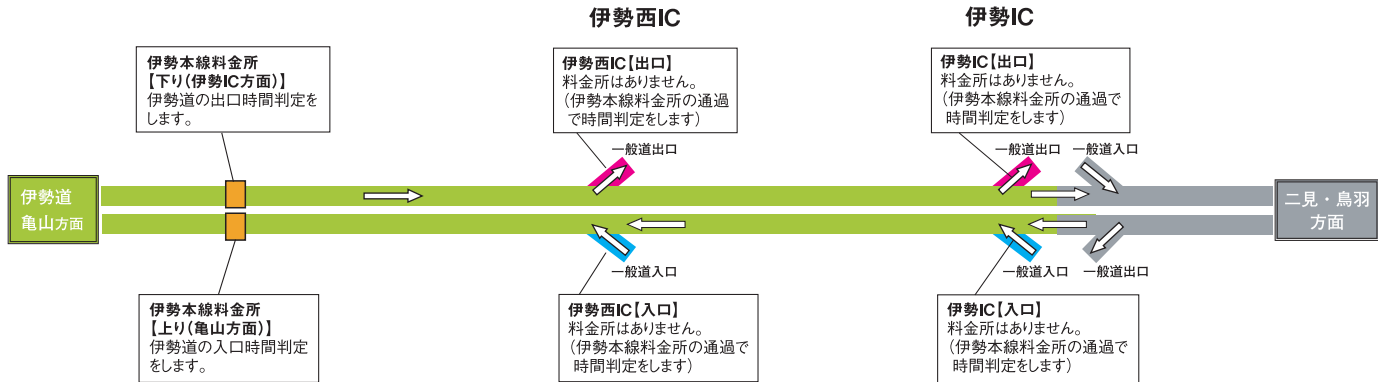 伊勢西IC
伊勢IC
伊勢本線料金所
【下り(伊勢IC方面)】
伊勢道の出口時間判定を
します。
伊勢西IC【出口】
料金所はありません。
(伊勢本線料金所の通過
で時間判定をします)
伊勢IC【出口】
料金所はありません。
(伊勢本線料金所の通過で
時間判定をします)
一般道出口
一般道出口
一般道入口
伊勢道
亀山方面
二見・鳥羽
方面
一般道入口
一般道入口
一般道出口
伊勢本線料金所
【上り(亀山方面)】
伊勢道の入口時間判定
をします。
伊勢西IC【入口】
料金所はありません。
(伊勢本線料金所の通過で
時間判定をします)
伊勢IC【入口】
料金所はありません。
(伊勢本線料金所の通過で
時間判定をします)